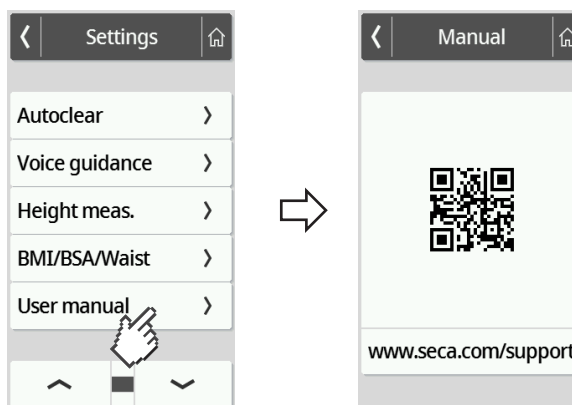 Settings
Autoclear
Voice guidance
Height meas.
BMI/BSA/Waist
User manual
Manual
www.seca.com/support